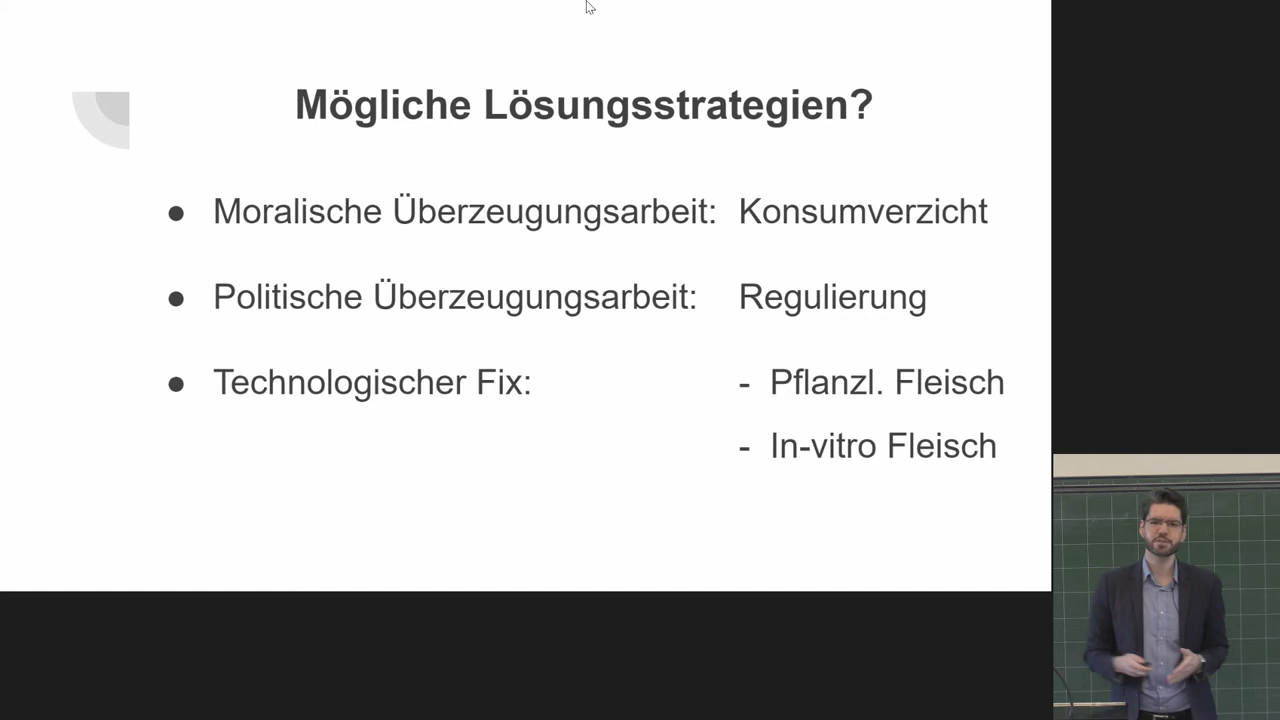 Mögliche Lösungsstrategien?
● Moralische Überzeugungsarbeit: Konsumverzicht
● Politische Überzeugungsarbeit: Regulierung
● Technologischer Fix: - Pflanzl. Fleisch
- In-vitro Fleisch